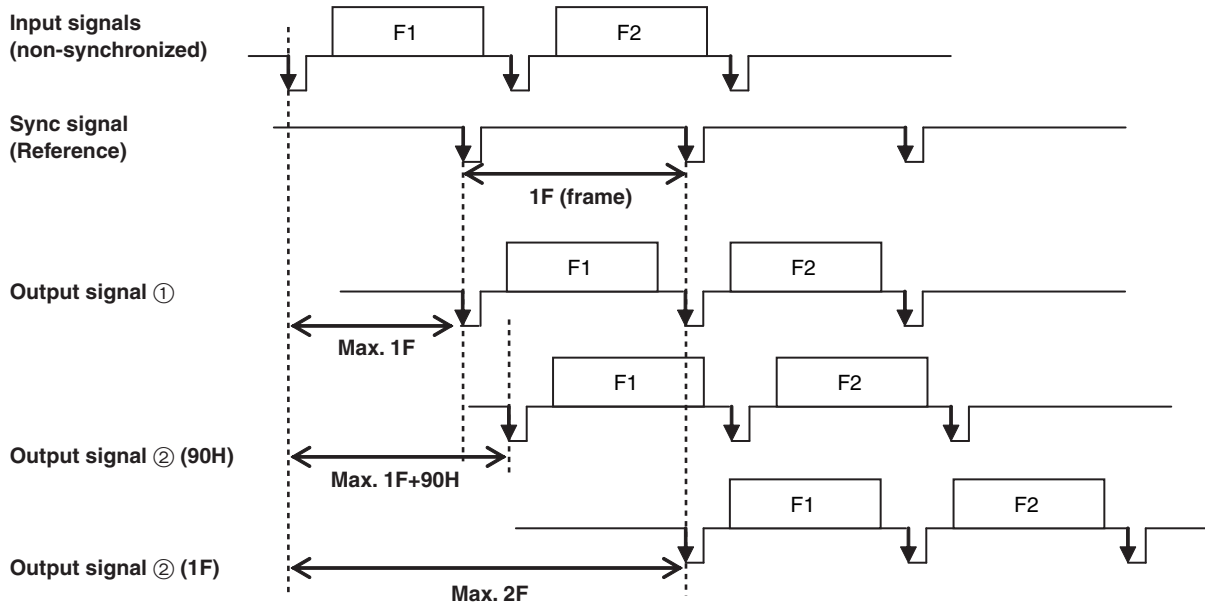 Input signals
(non-synchronized)
F1
F2
Sync signal
(Reference)
1F (frame)
Output signal ①
F1
F2
Max. 1F
Output signal ② (90H)
F1
F2
Max. 1F+90H
Output signal ② (1F)
F1
F2
Max. 2F